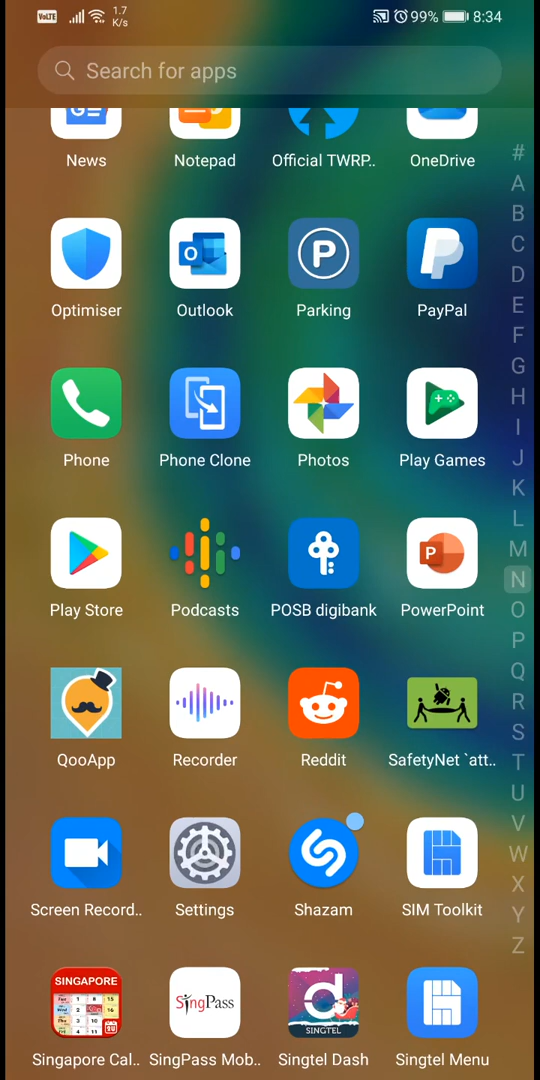 VoLTE 1.7 K/s 99% 8:34
Search for apps
News Notepad Official TWRP.. OneDrive
Optimiser Outlook Parking PayPal
Phone Phone Clone Photos Play Games
Play Store Podcasts POSB digibank PowerPoint
QooApp Recorder Reddit SafetyNet `att..
Screen Record.. Settings Shazam SIM Toolkit
SINGAPORE SingPass SINGTEL
Singapore Cal.. SingPass Mob.. Singtel Dash Singtel Menu
#
A
B
C
D
E
F
G
H
I
J
K
L
M
N
O
P
Q
R
S
T
U
V
W
X
Y
Z